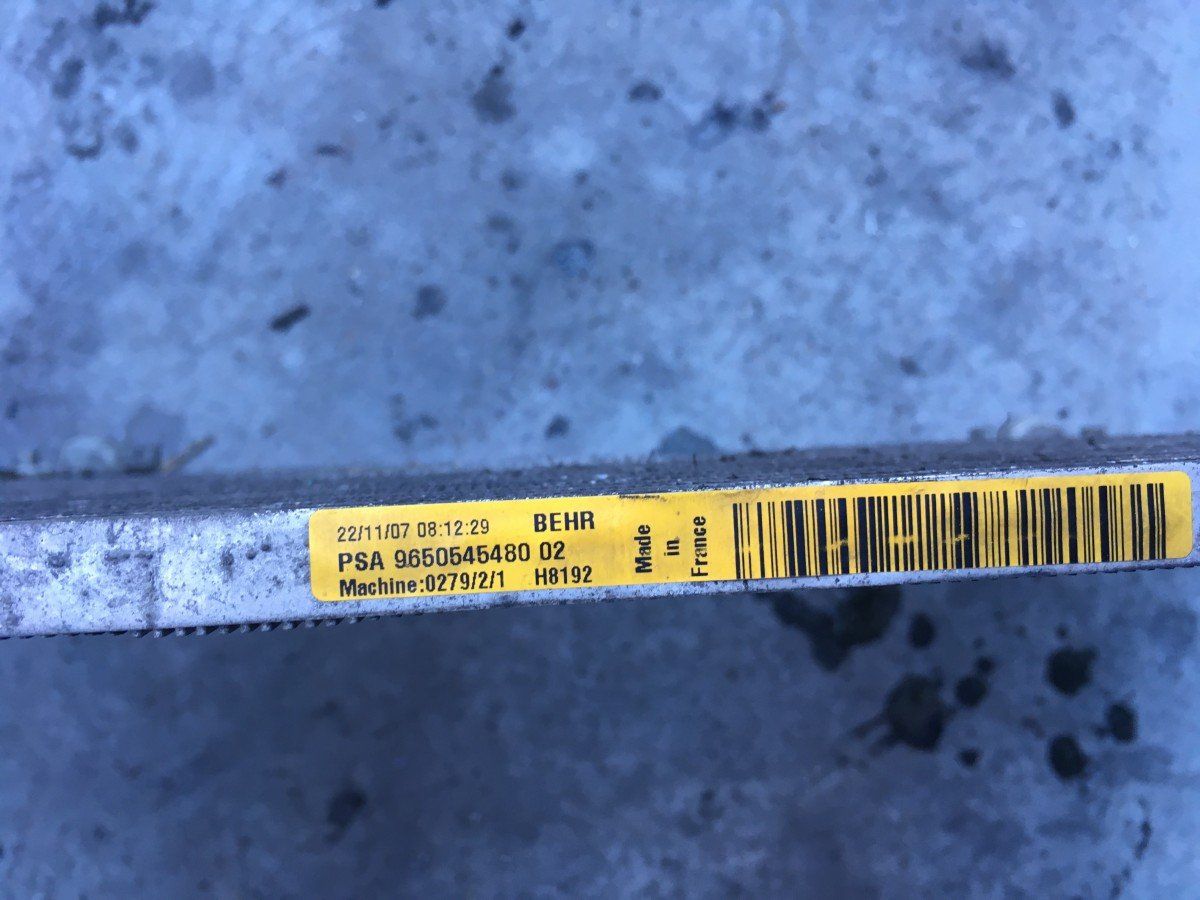 22/11/07 08:12:29 BEHR
PSA 9650545480 02
Machine:0279/2/1 H8192
Made
in
France